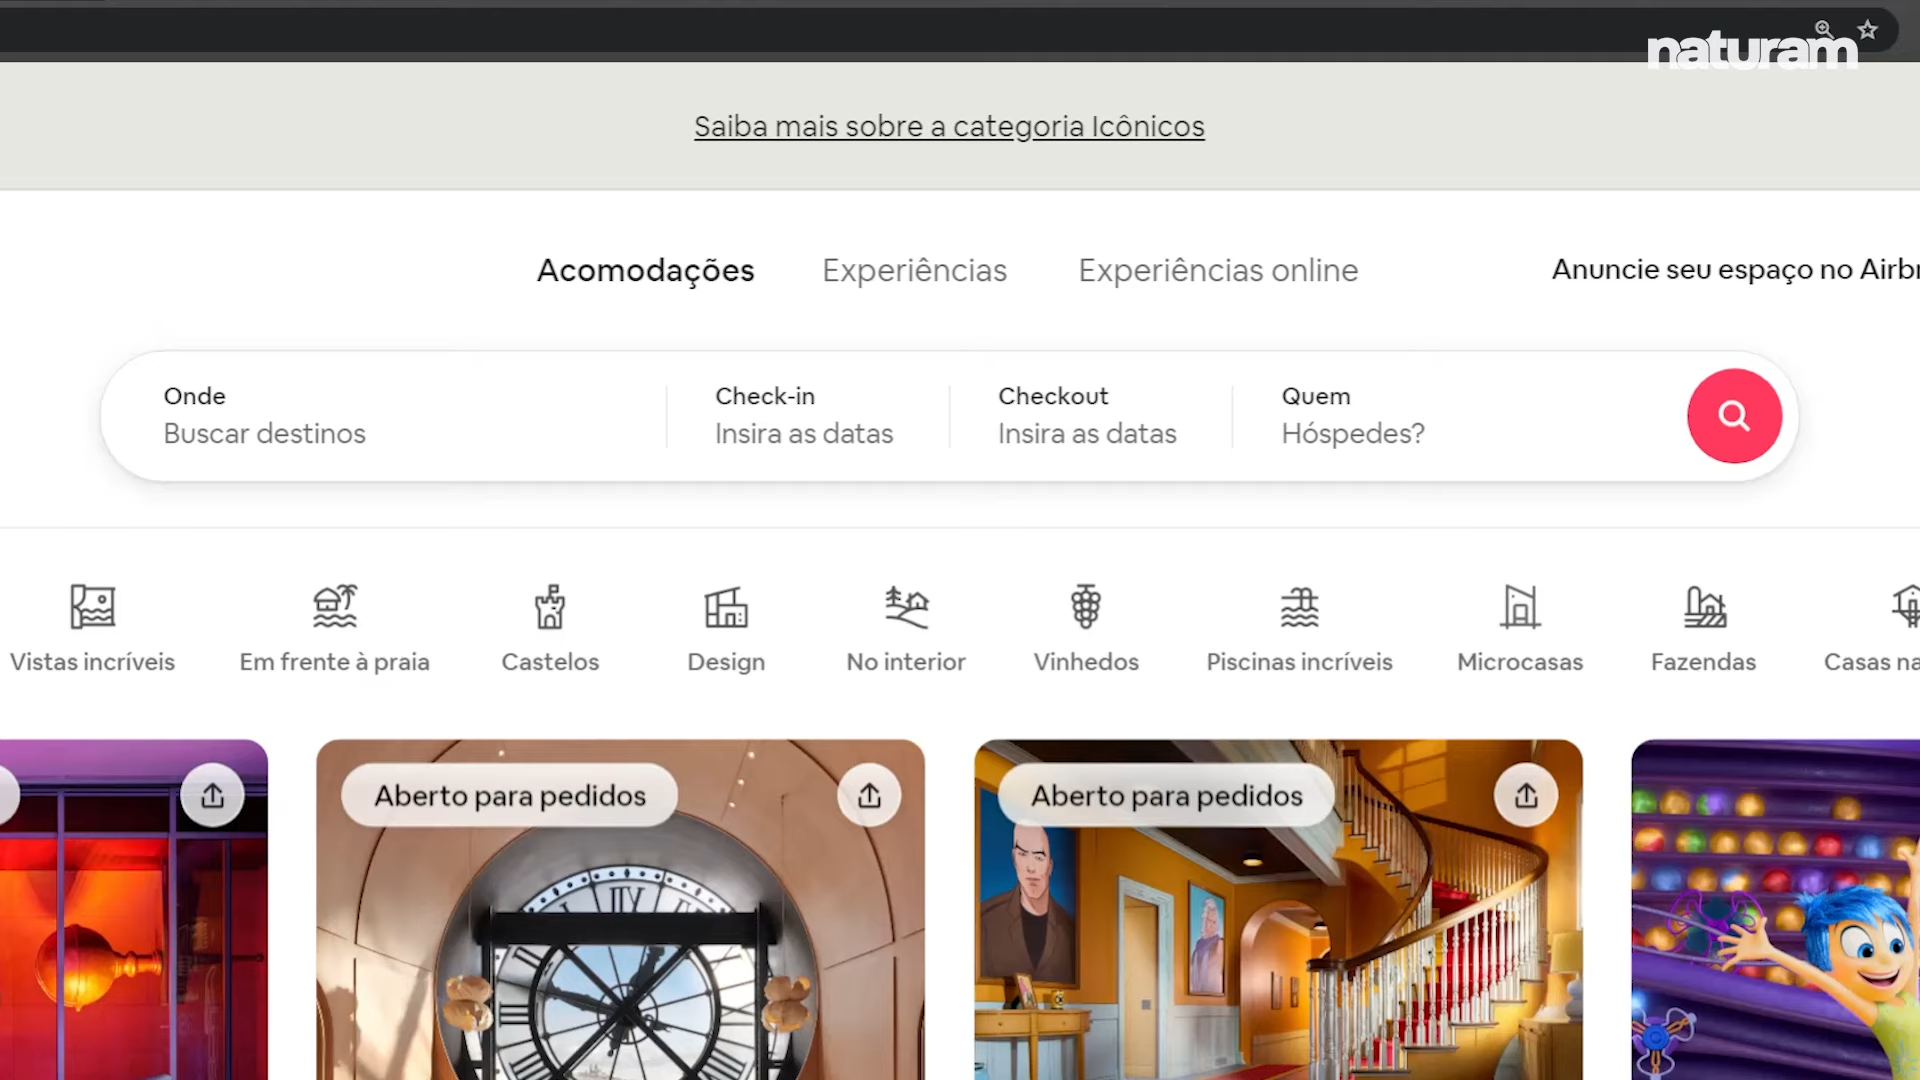 naturam
Saiba mais sobre a categoria Icônicos
Acomodações
Experiências
Experiências online
Anuncie seu espaço no Airb
Onde
Buscar destinos
Check-in
Insira as datas
Checkout
Insira as datas
Quem
Hóspedes?
Vistas incríveis
Em frente à praia
Castelos
Design
No interior
Vinhedos
Piscinas incríveis
Microcasas
Fazendas
Casas na
Aberto para pedidos
Aberto para pedidos